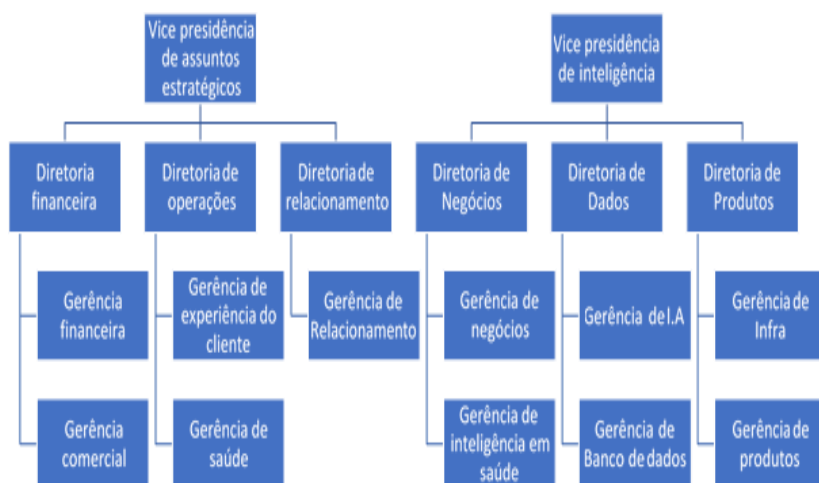 Vice presidência
de assuntos
estratégicos
Vice presidência
de inteligência
Diretoria
financeira
Diretoria de
operações
Diretoria de
relacionamento
Diretoria de
Negócios
Diretoria de
Dados
Diretoria de
Produtos
Gerência
financeira
Gerência de
experiência do
cliente
Gerência de
Relacionamento
Gerência de
negócios
Gerência de I.A
Gerência de
Infra
Gerência
comercial
Gerência de
saúde
Gerência de
inteligência em
saúde
Gerência de
Banco de dados
Gerência de
produtos